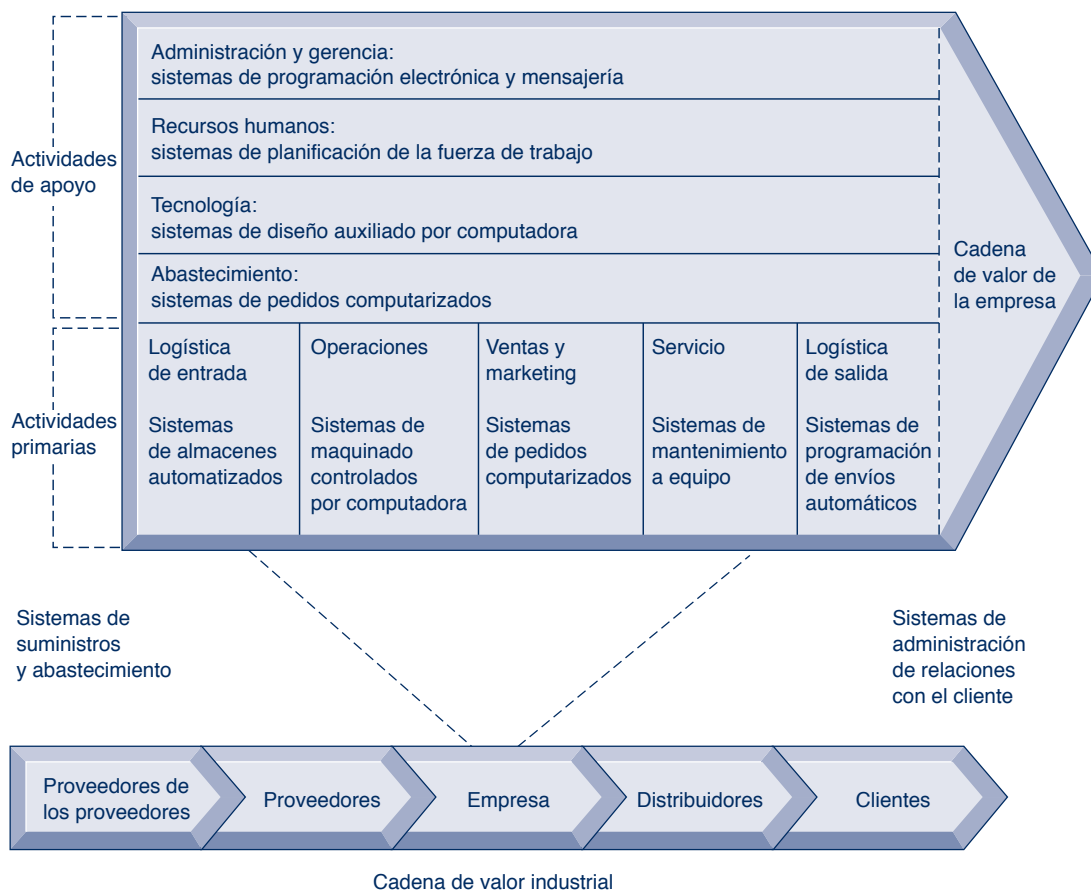 Administración y gerencia:
sistemas de programación electrónica y mensajería
Recursos humanos:
sistemas de planificación de la fuerza de trabajo
Actividades
de apoyo
Tecnología:
sistemas de diseño auxiliado por computadora
Abastecimiento:
sistemas de pedidos computarizados
Cadena
de valor de
la empresa
Actividades
primarias
Logística
de entrada
Sistemas
de almacenes
automatizados
Operaciones
Sistemas de
maquinado
controlados
por computadora
Ventas y
marketing
Sistemas
de pedidos
computarizados
Servicio
Sistemas de
mantenimiento
a equipo
Logística
de salida
Sistemas de
programación
de envíos
automáticos
Sistemas de
suministros
y abastecimiento
Sistemas de
administración
de relaciones
con el cliente
Proveedores de
los proveedores
Proveedores
Empresa
Distribuidores
Clientes
Cadena de valor industrial